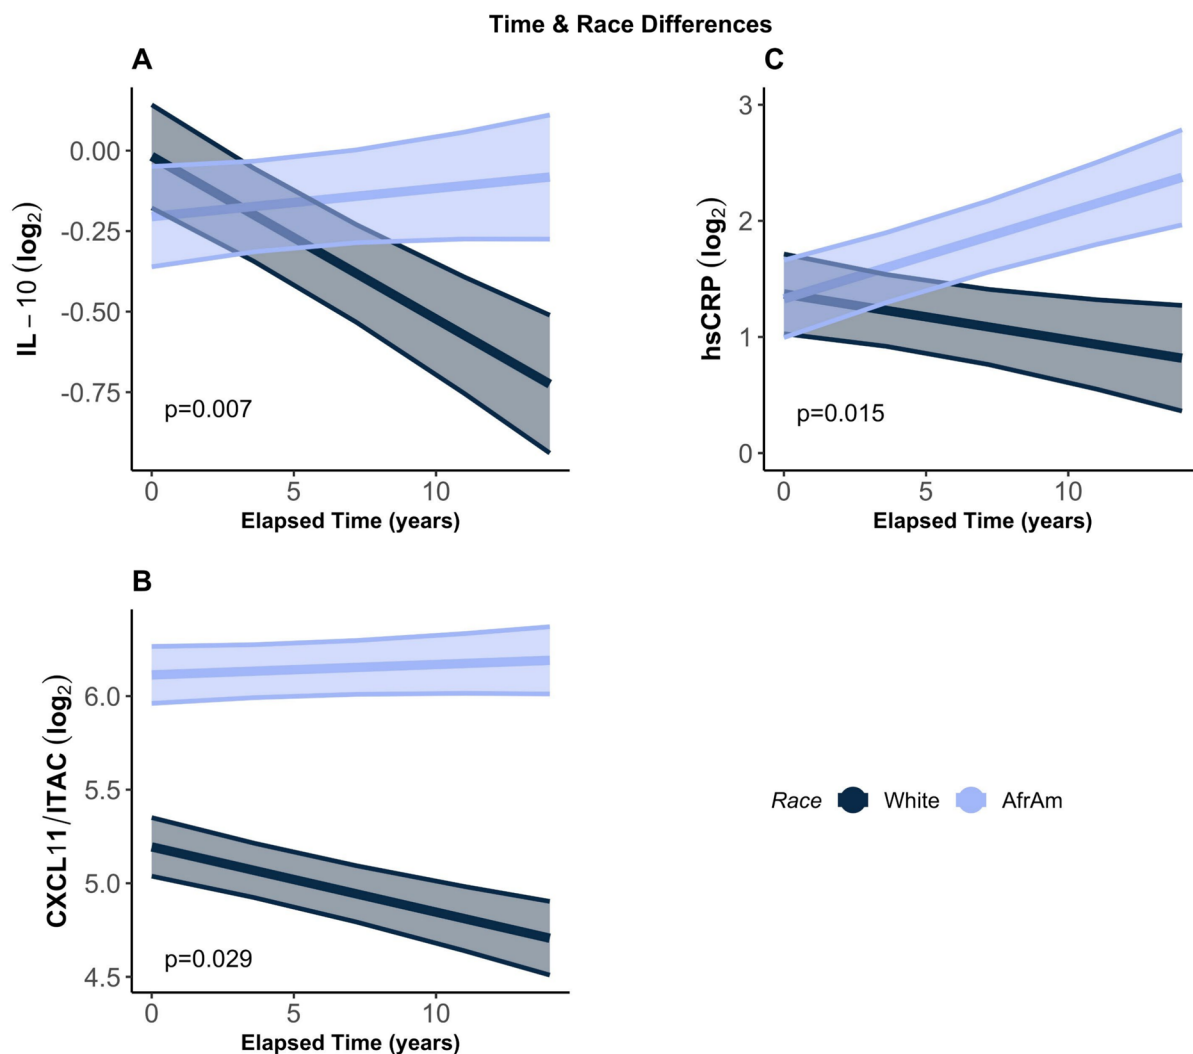 Time & Race Differences
A
IL – 10 (log₂)
0.00
-0.25
-0.50
-0.75
p=0.007
0 5 10
Elapsed Time (years)
C
hsCRP (log₂)
3
2
1
0
p=0.015
0 5 10
Elapsed Time (years)
B
CXCL11/ITAC (log₂)
6.0
5.5
5.0
4.5
p=0.029
0 5 10
Elapsed Time (years)
Race White AfrAm